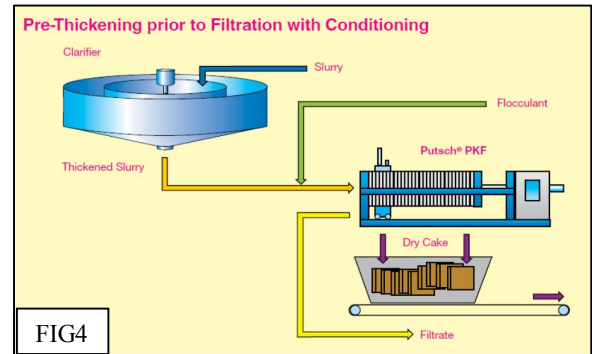 Pre-Thickening prior to Filtration with Conditioning
Clarifier
Slurry
Flocculant
Thickened Slurry
Putsch® PKF
Dry Cake
Filtrate
FIG4